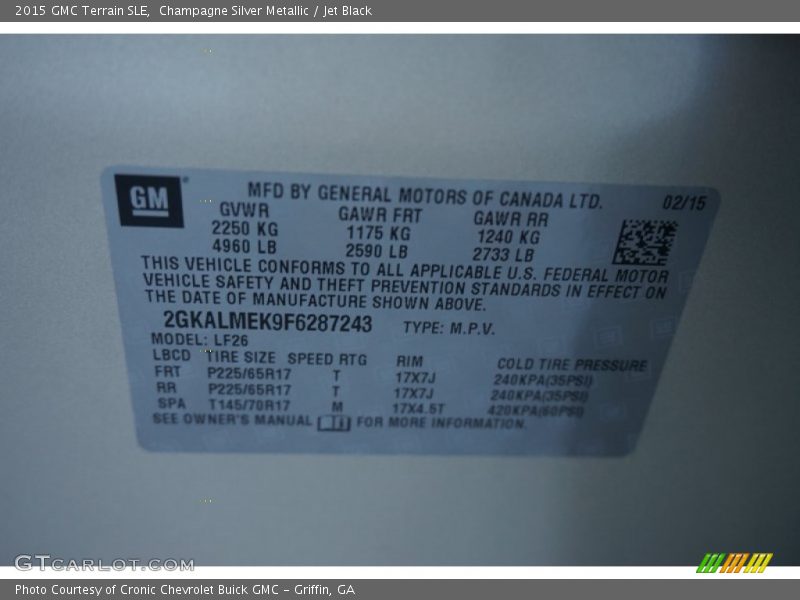 2015 GMC Terrain SLE, Champagne Silver Metallic / Jet Black
GM
MFD BY GENERAL MOTORS OF CANADA LTD. 02/15
GVWR GAWR FRT GAWR RR
2250 KG 1175 KG 1240 KG
4960 LB 2590 LB 2733 LB
THIS VEHICLE CONFORMS TO ALL APPLICABLE U.S. FEDERAL MOTOR
VEHICLE SAFETY AND THEFT PREVENTION STANDARDS IN EFFECT ON
THE DATE OF MANUFACTURE SHOWN ABOVE.
2GKALMEK9F6287243 TYPE: M.P.V.
MODEL: LF26
LBCD TIRE SIZE SPEED RTG RIM COLD TIRE PRESSURE
FRT P225/65R17 T 17X7J 240KPA(35PSI)
RR P225/65R17 T 17X7J 240KPA(35PSI)
SPA T145/70R17 M 17X4.5T 420KPA(60PSI)
SEE OWNER'S MANUAL FOR MORE INFORMATION.
GTCARLOT.COM
Photo Courtesy of Cronic Chevrolet Buick GMC - Griffin, GA